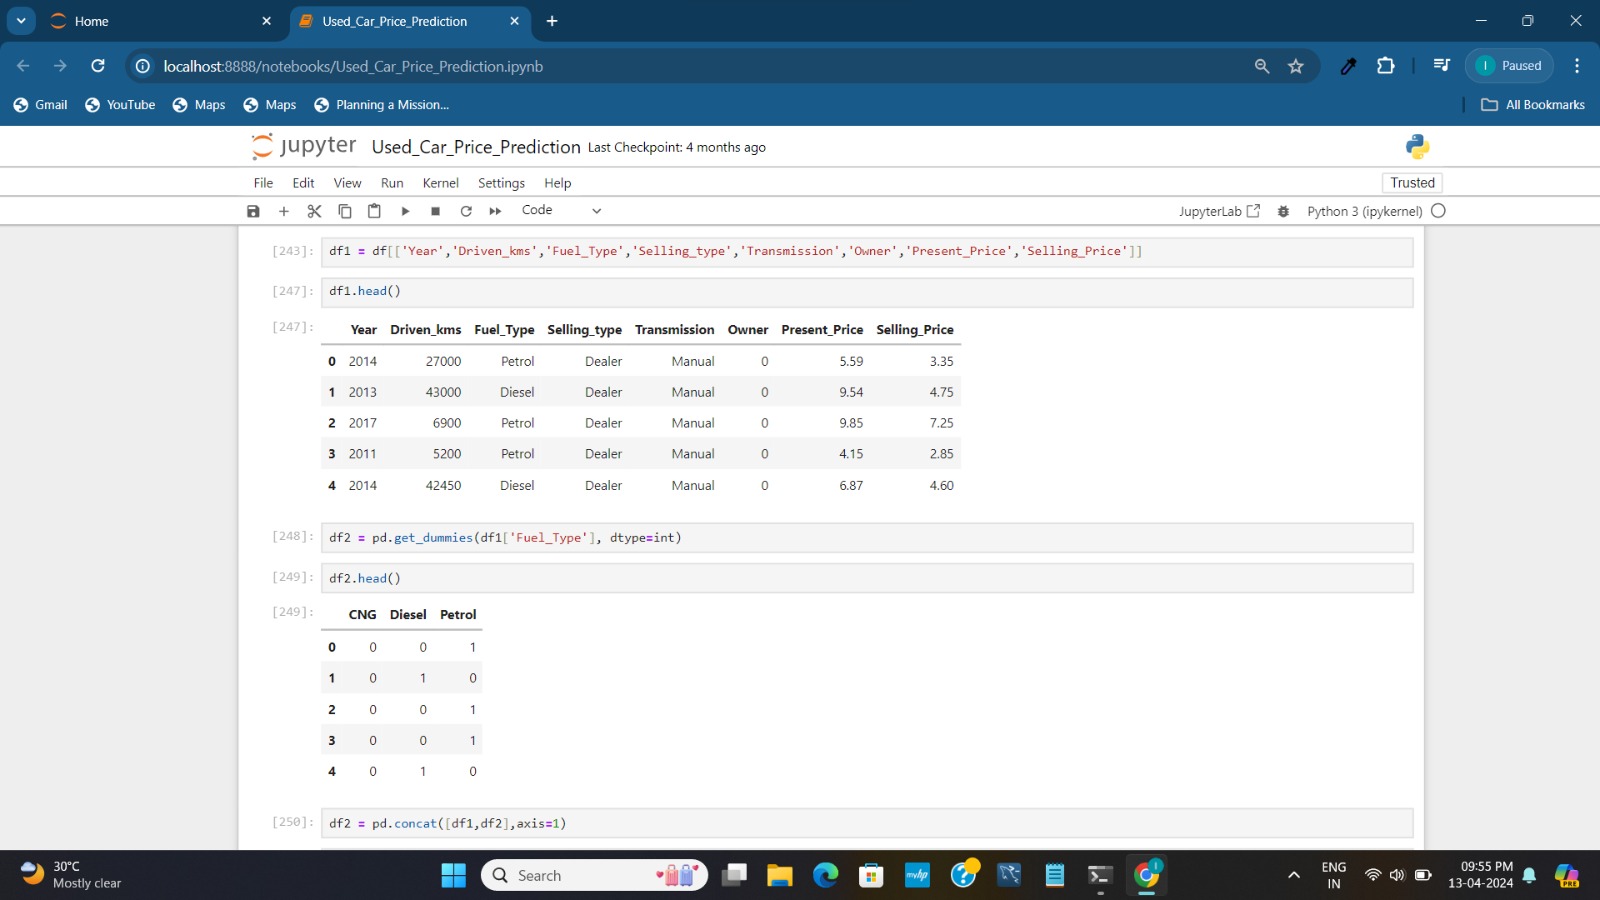 Home
Used_Car_Price_Prediction
localhost:8888/notebooks/Used_Car_Price_Prediction.ipynb
Paused
Gmail YouTube Maps Maps Planning a Mission... All Bookmarks
jupyter Used_Car_Price_Prediction Last Checkpoint: 4 months ago
File Edit View Run Kernel Settings Help Trusted
Code JupyterLab Python 3 (ipykernel)
[243]: df1 = df[['Year','Driven_kms','Fuel_Type','Selling_type','Transmission','Owner','Present_Price','Selling_Price']]
[247]: df1.head()
[247]: Year Driven_kms Fuel_Type Selling_type Transmission Owner Present_Price Selling_Price
0 2014 27000 Petrol Dealer Manual 0 5.59 3.35
1 2013 43000 Diesel Dealer Manual 0 9.54 4.75
2 2017 6900 Petrol Dealer Manual 0 9.85 7.25
3 2011 5200 Petrol Dealer Manual 0 4.15 2.85
4 2014 42450 Diesel Dealer Manual 0 6.87 4.60
[248]: df2 = pd.get_dummies(df1['Fuel_Type'], dtype=int)
[249]: df2.head()
[249]: CNG Diesel Petrol
0 0 0 1
1 0 1 0
2 0 0 1
3 0 0 1
4 0 1 0
[250]: df2 = pd.concat([df1,df2],axis=1)
30°C
Mostly clear
Search
myhp
ENG
IN
09:55 PM
13-04-2024
PRE